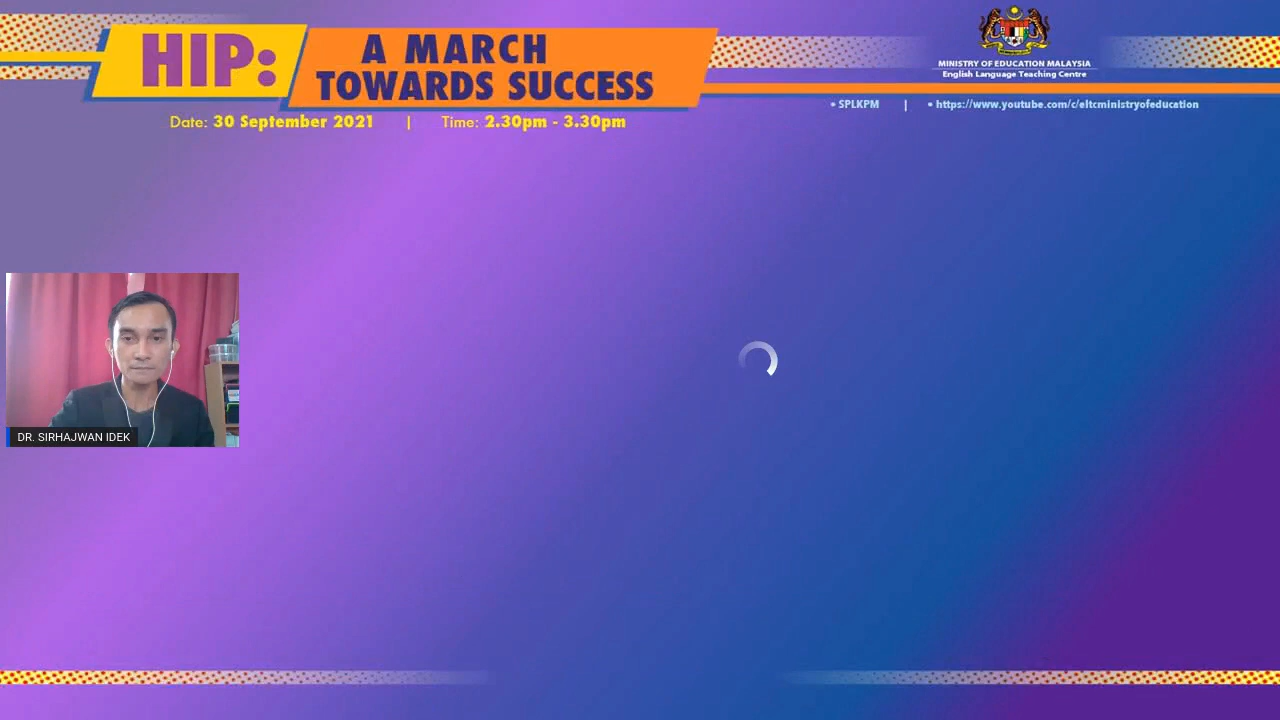 HIP:
A MARCH
TOWARDS SUCCESS
MINISTRY OF EDUCATION MALAYSIA
English Language Teaching Centre
• SPLKPM | • https://www.youtube.com/c/eltcministryofeducation
Date: 30 September 2021 | Time: 2.30pm - 3.30pm
DR. SIRHAJWAN IDEK